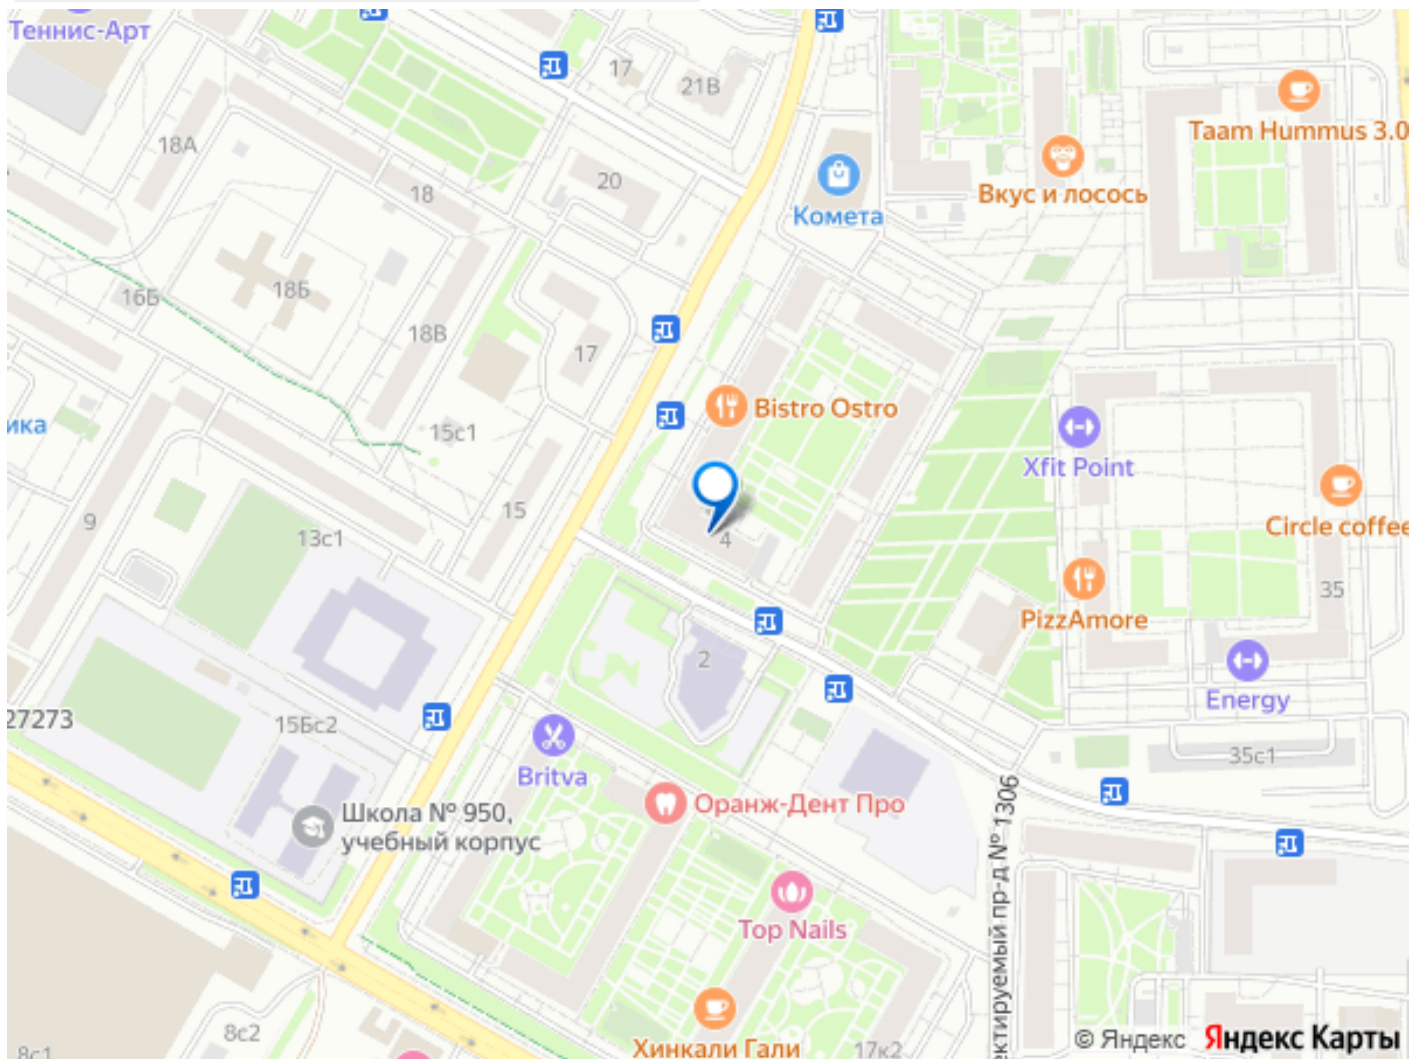 Теннис-Арт
17
21В
Taam Hummus 3.0
18А
18
20
Вкус и лосось
Комета
16Б
18Б
18В
17
Bistro Ostro
ика
15с1
Xfit Point
9
13с1
15
4
Circle coffee
35
PizzAmore
2
Energy
27273
15Бс2
Britva
35с1
Оранж-Дент Про
Школа № 950,
учебный корпус
ектируемый пр-д № 1306
Top Nails
8с2
8с1
Хинкали Гали
17к2
© Яндекс Яндекс Карты